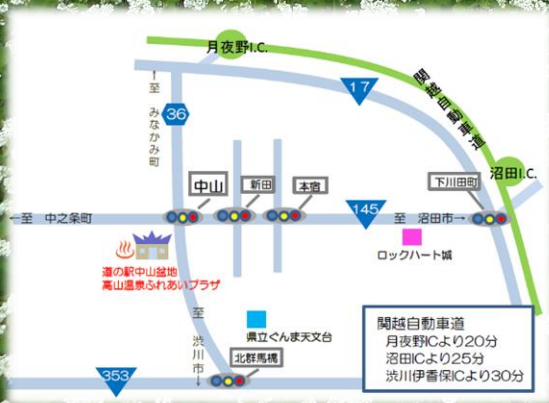 月夜野I.C.
関越自動車道
17
至 みなかみ町
36
沼田I.C.
中山
新田
本宿
下川田町
←至 中之条町
145
至 沼田市→
ロックハート城
道の駅中山盆地
高山温泉ふれあいプラザ
至 渋川市→
県立ぐんま天文台
北群馬橋
353
関越自動車道
月夜野ICより20分
沼田ICより25分
渋川伊香保ICより30分